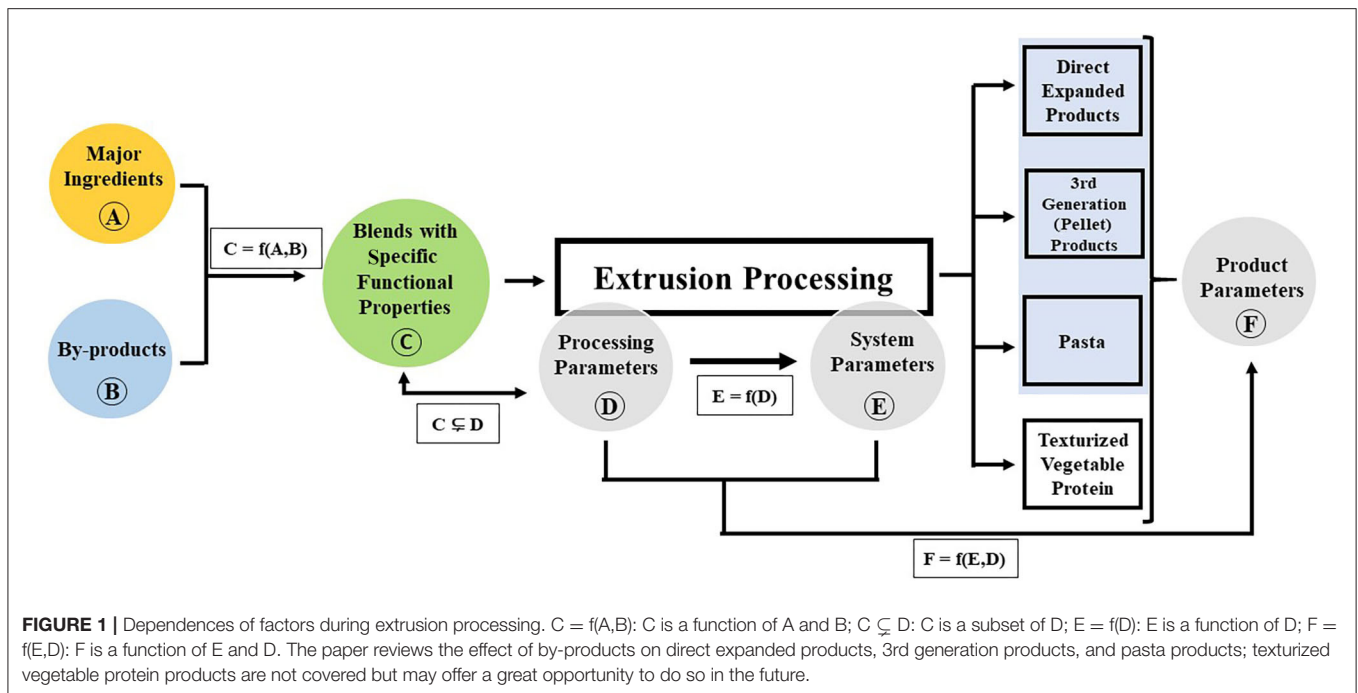 Major
Ingredients
A
By-products
B
C = f(A,B)
Blends with
Specific
Functional
Properties
C
C ⊊ D
Extrusion Processing
Processing
Parameters
D
E = f(D)
System
Parameters
E
Direct
Expanded
Products
3rd
Generation
(Pellet)
Products
Pasta
Texturized
Vegetable
Protein
Product
Parameters
F
F = f(E,D)
FIGURE 1 | Dependences of factors during extrusion processing. C = f(A,B): C is a function of A and B; C ⊊ D: C is a subset of D; E = f(D): E is a function of D; F =
f(E,D): F is a function of E and D. The paper reviews the effect of by-products on direct expanded products, 3rd generation products, and pasta products; texturized
vegetable protein products are not covered but may offer a great opportunity to do so in the future.